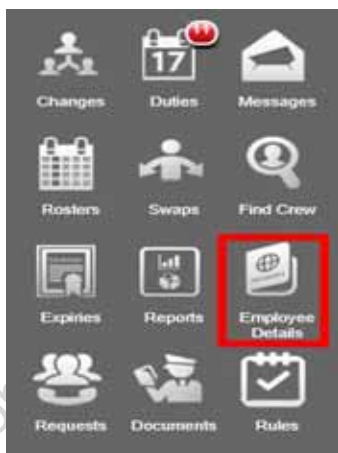 17
Changes Duties Messages
Rosters Swaps Find Crew
Expiries Reports Employee
Details
Requests Documents Rules